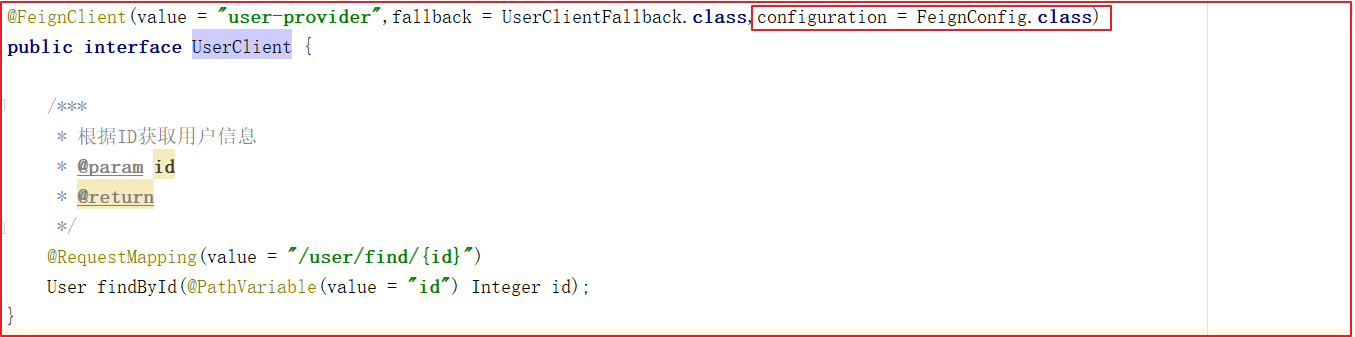 @FeignClient(value = "user-provider",fallback = UserClientFallback.class,configuration = FeignConfig.class)
public interface UserClient {
/***
* 根据ID获取用户信息
* @param id
* @return
*/
@RequestMapping(value = "/user/find/{id}")
User findById(@PathVariable(value = "id") Integer id);
}